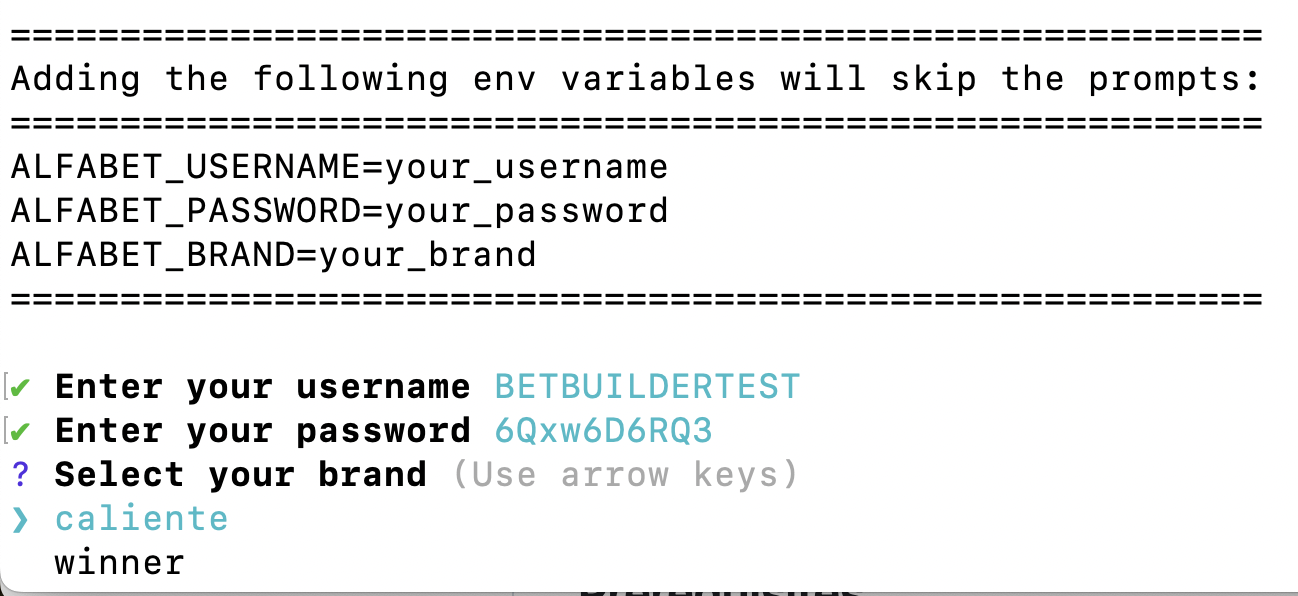 =========================================================
Adding the following env variables will skip the prompts:
=========================================================
ALFABET_USERNAME=your_username
ALFABET_PASSWORD=your_password
ALFABET_BRAND=your_brand
=========================================================
[✔ Enter your username BETBUILDERTEST
[✔ Enter your password 6Qxw6D6RQ3
? Select your brand (Use arrow keys)
❯ caliente
winner